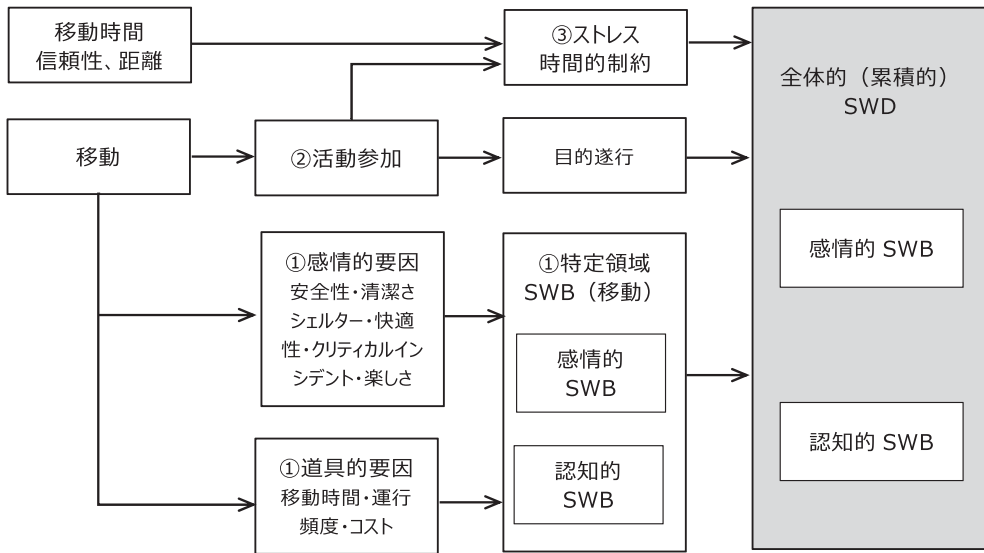 移動時間
信頼性、距離
③ストレス
時間的制約
全体的（累積的）
SWD
移動
②活動参加
目的遂行
①感情的要因
安全性・清潔さ
シェルター・快適
性・クリティカルイン
シデント・楽しさ
①特定領域
SWB（移動）
感情的
SWB
認知的
SWB
①道具的要因
移動時間・運行
頻度・コスト
感情的 SWB
認知的 SWB